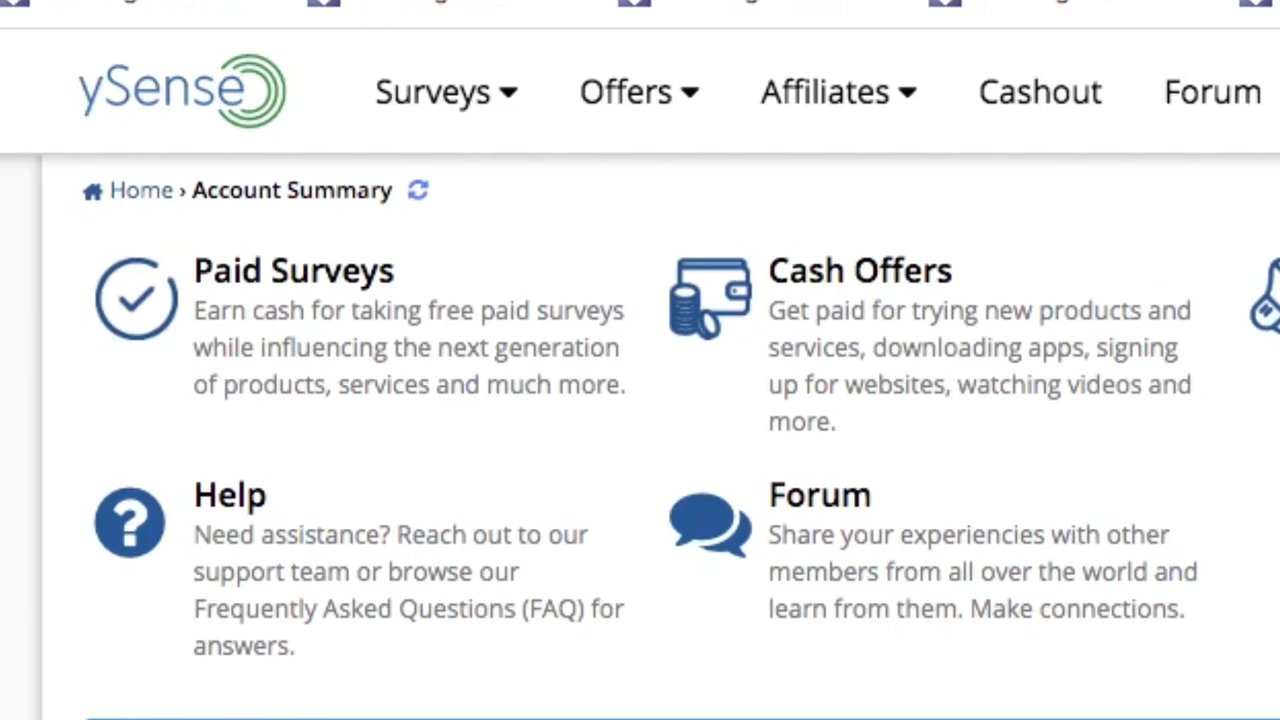 ySense
Surveys Offers Affiliates Cashout Forum
Home › Account Summary
Paid Surveys
Earn cash for taking free paid surveys
while influencing the next generation
of products, services and much more.
Cash Offers
Get paid for trying new products and
services, downloading apps, signing
up for websites, watching videos and
more.
Help
Need assistance? Reach out to our
support team or browse our
Frequently Asked Questions (FAQ) for
answers.
Forum
Share your experiencies with other
members from all over the world and
learn from them. Make connections.